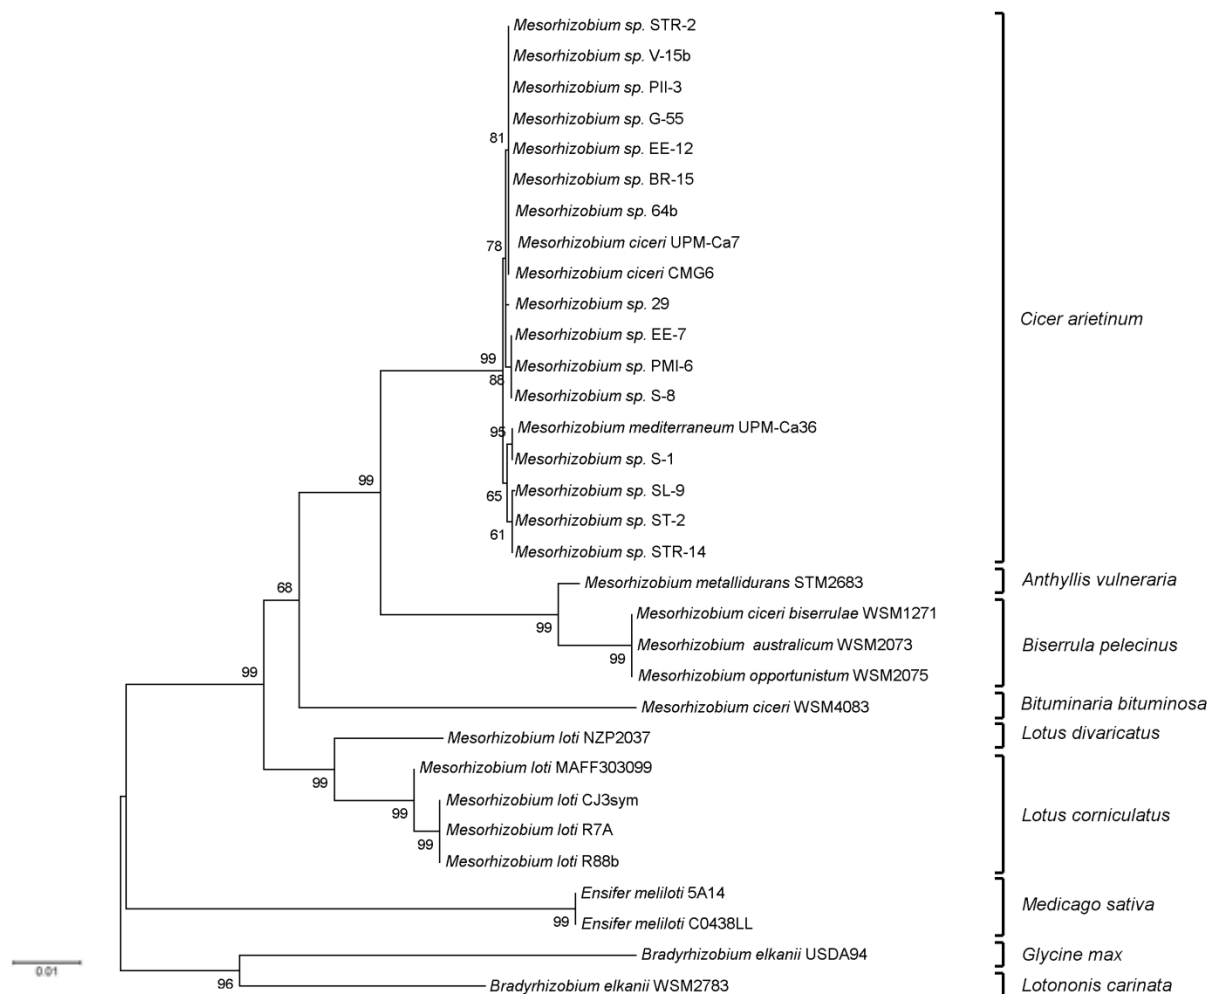 Mesorhizobium sp. STR-2
Mesorhizobium sp. V-15b
Mesorhizobium sp. PII-3
Mesorhizobium sp. G-55
81
Mesorhizobium sp. EE-12
Mesorhizobium sp. BR-15
Mesorhizobium sp. 64b
78
Mesorhizobium ciceri UPM-Ca7
Mesorhizobium ciceri CMG6
Mesorhizobium sp. 29
Cicer arietinum
Mesorhizobium sp. EE-7
99
Mesorhizobium sp. PMI-6
88
Mesorhizobium sp. S-8
95
Mesorhizobium mediterraneum UPM-Ca36
Mesorhizobium sp. S-1
99
Mesorhizobium sp. SL-9
65
Mesorhizobium sp. ST-2
61
Mesorhizobium sp. STR-14
68
Mesorhizobium metallidurans STM2683
Anthyllis vulneraria
Mesorhizobium ciceri biserrulae WSM1271
99
Mesorhizobium australicum WSM2073
Biserrula pelecinus
99
99
Mesorhizobium opportunistum WSM2075
Mesorhizobium ciceri WSM4083
Bituminaria bituminosa
Mesorhizobium loti NZP2037
Lotus divaricatus
Mesorhizobium loti MAFF303099
99
Mesorhizobium loti CJ3sym
99
Lotus corniculatus
Mesorhizobium loti R7A
99
Mesorhizobium loti R88b
Ensifer meliloti 5A14
Medicago sativa
99
Ensifer meliloti C0438LL
Bradyrhizobium elkanii USDA94
Glycine max
0.01
96
Bradyrhizobium elkanii WSM2783
Lotononis carinata